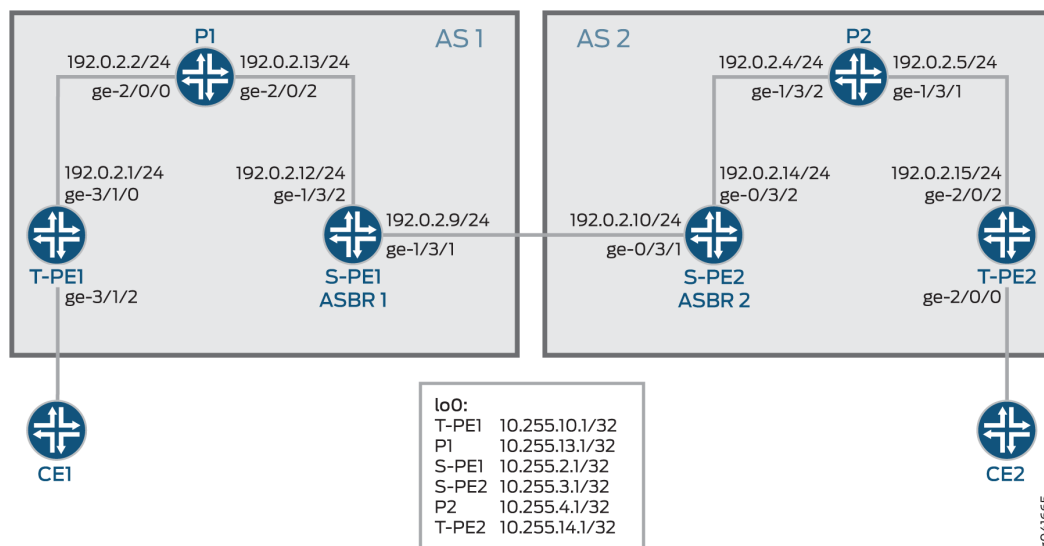 AS 1
P1
192.0.2.2/24
ge-2/0/0
192.0.2.13/24
ge-2/0/2
192.0.2.1/24
ge-3/1/0
192.0.2.12/24
ge-1/3/2
T-PE1
ge-3/1/2
S-PE1
ASBR 1
192.0.2.9/24
ge-1/3/1
CE1
AS 2
P2
192.0.2.4/24
ge-1/3/2
192.0.2.5/24
ge-1/3/1
192.0.2.14/24
ge-0/3/2
192.0.2.15/24
ge-2/0/2
192.0.2.10/24
ge-0/3/1
S-PE2
ASBR 2
T-PE2
ge-2/0/0
CE2
lo0:
T-PE1 10.255.10.1/32
P1 10.255.13.1/32
S-PE1 10.255.2.1/32
S-PE2 10.255.3.1/32
P2 10.255.4.1/32
T-PE2 10.255.14.1/32